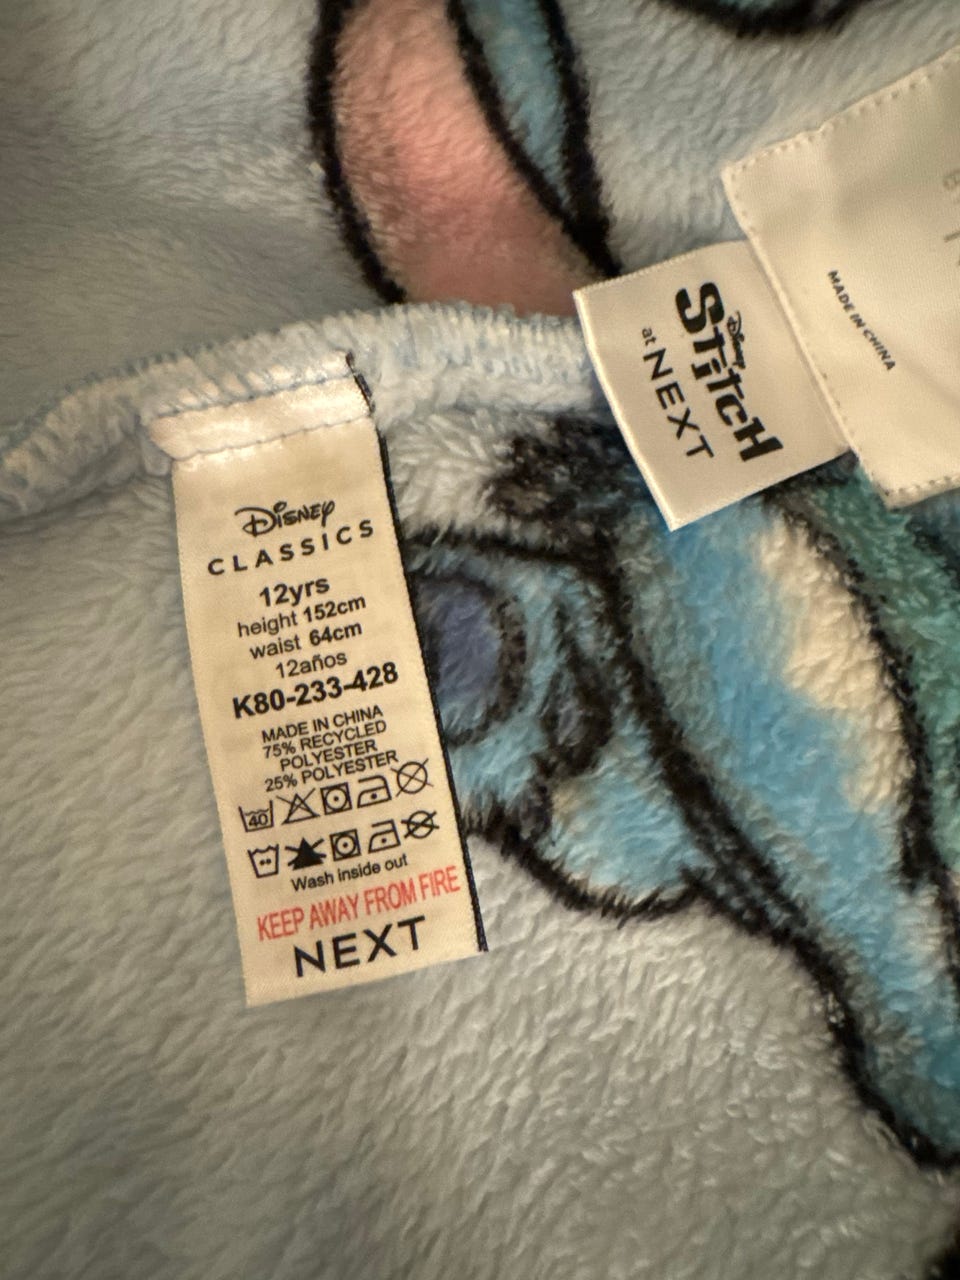 Disney
CLASSICS
12yrs
height 152cm
waist 64cm
12años
K80-233-428
MADE IN CHINA
75% RECYCLED
POLYESTER
25% POLYESTER
40
Wash inside out
KEEP AWAY FROM FIRE
NEXT
Disney
STITCH
at NEXT
MADE IN CHINA